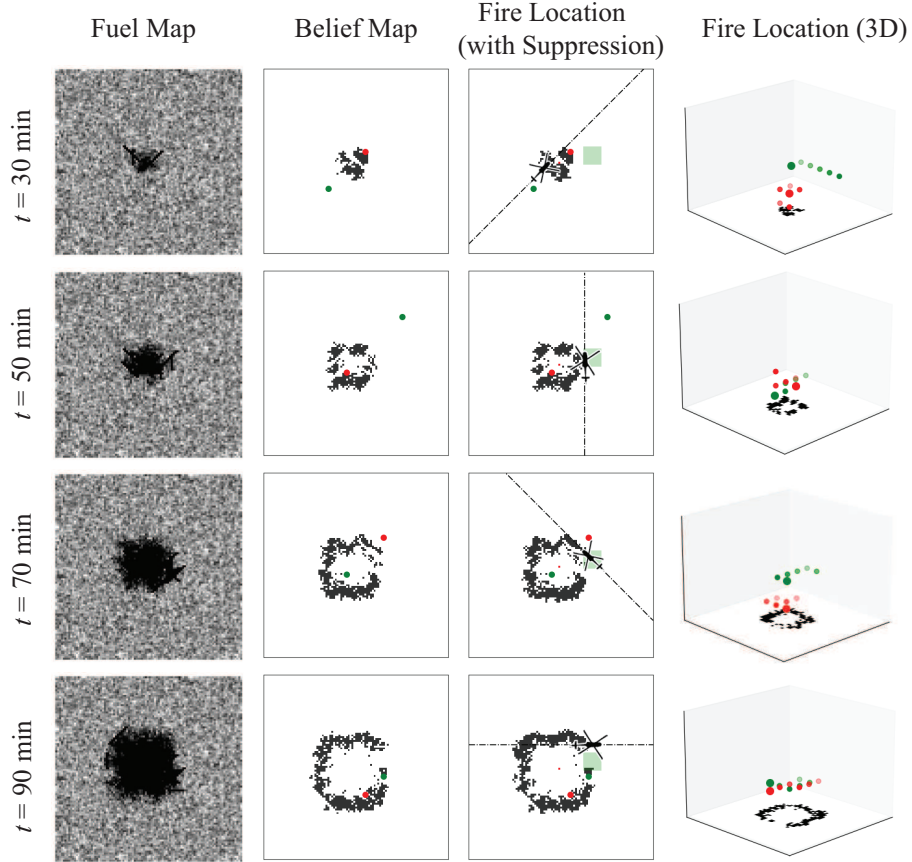 Fuel Map
Belief Map
Fire Location
(with Suppression)
Fire Location (3D)
t = 30 min
t = 50 min
t = 70 min
t = 90 min